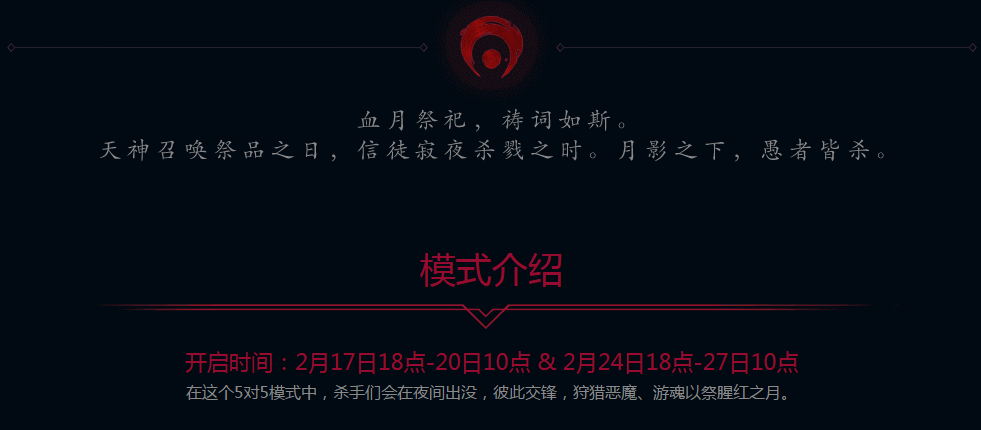 血月祭祀，祷词如斯。
天神召唤祭品之日，信徒寂夜杀戮之时。月影之下，愚者皆杀。
模式介绍
开启时间：2月17日18点-20日10点 & 2月24日18点-27日10点
在这个5对5模式中，杀手们会在夜间出没，彼此交锋，狩猎恶魔、游魂以祭腥红之月。